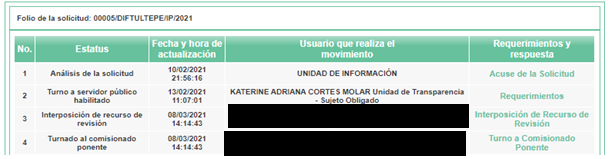 Folio de la solicitud: 00005/DIFTULTEPE/IP/2021
No. Estatus Fecha y hora de actualización Usuario que realiza el movimiento Requerimientos y respuesta
1 Análisis de la solicitud 10/02/2021 21:56:16 UNIDAD DE INFORMACIÓN Acuse de la Solicitud
2 Turno a servidor público habilitado 13/02/2021 11:07:01 KATERINE ADRIANA CORTES MOLAR Unidad de Transparencia - Sujeto Obligado Requerimientos
3 Interposición de recurso de revisión 08/03/2021 14:14:43 Interposición de Recurso de Revisión
4 Turnado al comisionado ponente 08/03/2021 14:14:43 Turno a Comisionado Ponente